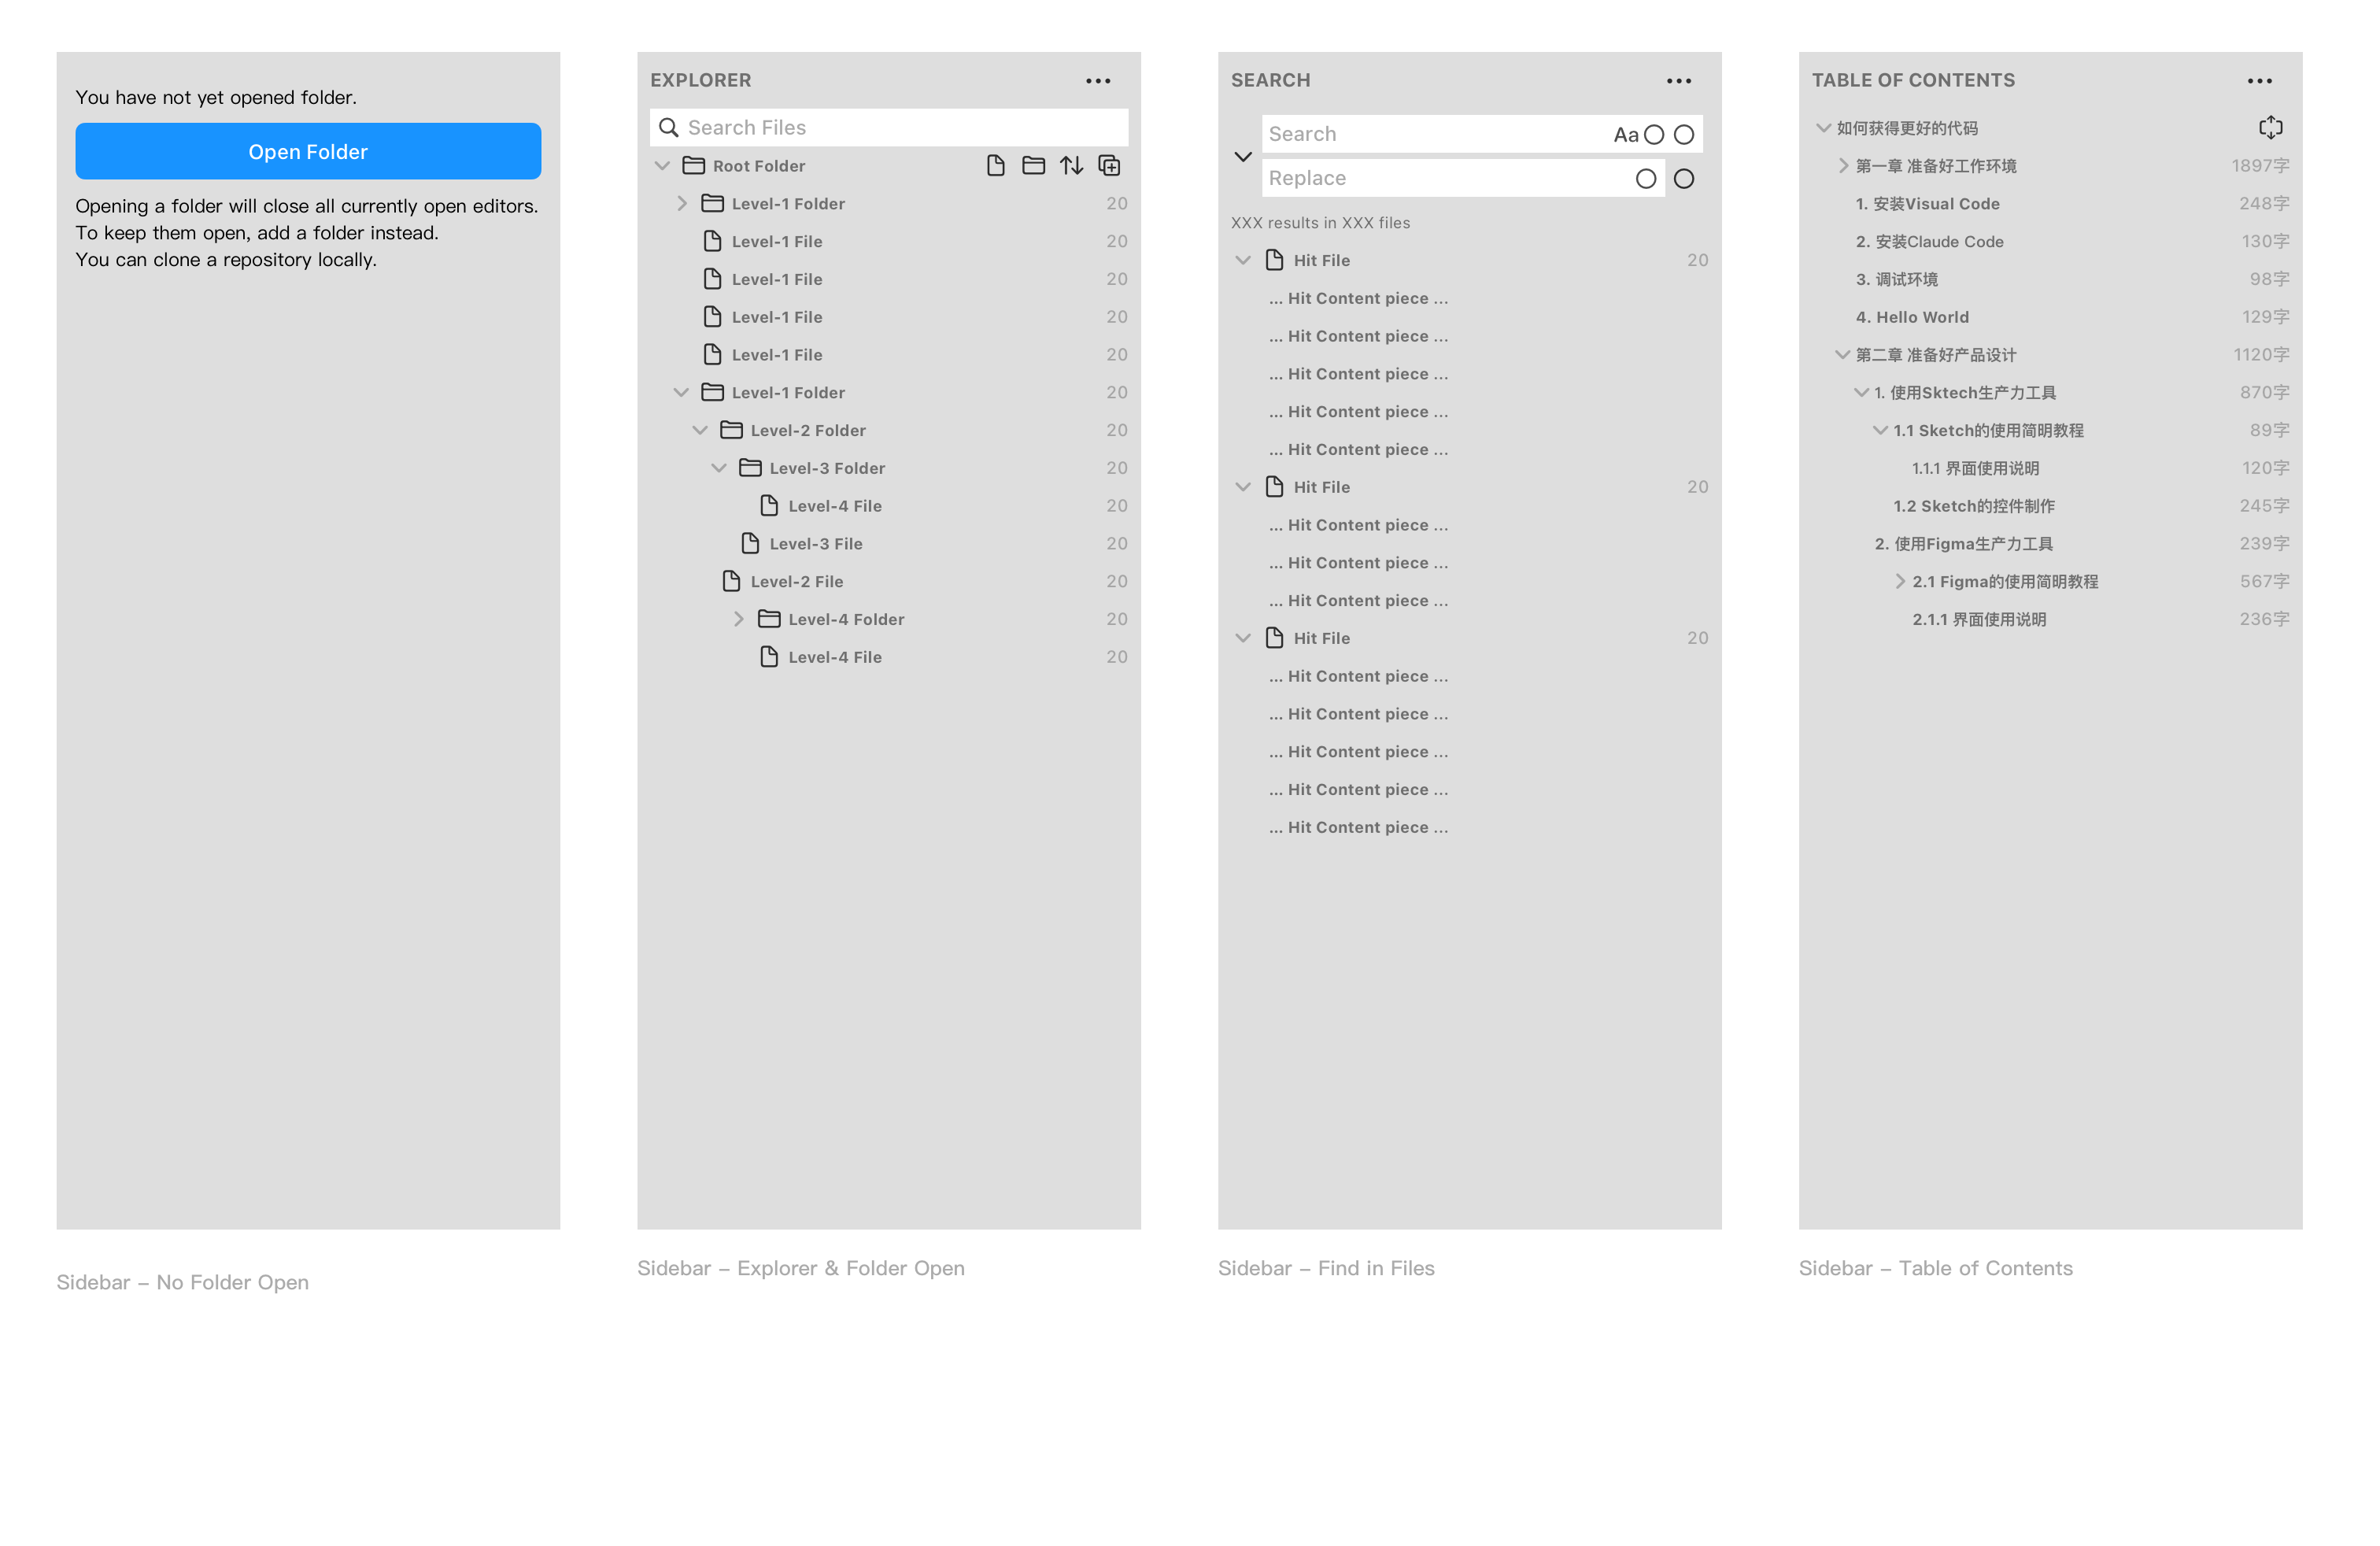 You have not yet opened folder.
Open Folder
Opening a folder will close all currently open editors.
To keep them open, add a folder instead.
You can clone a repository locally.
Sidebar – No Folder Open
EXPLORER
Search Files
Root Folder
Level-1 Folder 20
Level-1 File 20
Level-1 File 20
Level-1 File 20
Level-1 File 20
Level-1 Folder 20
Level-2 Folder 20
Level-3 Folder 20
Level-4 File 20
Level-3 File 20
Level-2 File 20
Level-4 Folder 20
Level-4 File 20
Sidebar – Explorer & Folder Open
SEARCH
Search Aa
Replace
XXX results in XXX files
Hit File 20
... Hit Content piece ...
... Hit Content piece ...
... Hit Content piece ...
... Hit Content piece ...
... Hit Content piece ...
Hit File 20
... Hit Content piece ...
... Hit Content piece ...
... Hit Content piece ...
Hit File 20
... Hit Content piece ...
... Hit Content piece ...
... Hit Content piece ...
... Hit Content piece ...
... Hit Content piece ...
Sidebar – Find in Files
TABLE OF CONTENTS
如何获得更好的代码
第一章 准备好工作环境 1897字
1. 安装Visual Code 248字
2. 安装Claude Code 130字
3. 调试环境 98字
4. Hello World 129字
第二章 准备好产品设计 1120字
1. 使用Sktech生产力工具 870字
1.1 Sketch的使用简明教程 89字
1.1.1 界面使用说明 120字
1.2 Sketch的控件制作 245字
2. 使用Figma生产力工具 239字
2.1 Figma的使用简明教程 567字
2.1.1 界面使用说明 236字
Sidebar – Table of Contents